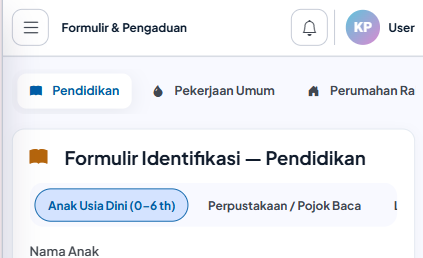 Formulir & Pengaduan
KP
User
Pendidikan
Pekerjaan Umum
Perumahan Ra
Formulir Identifikasi — Pendidikan
Anak Usia Dini (0–6 th)
Perpustakaan / Pojok Baca
Nama Anak